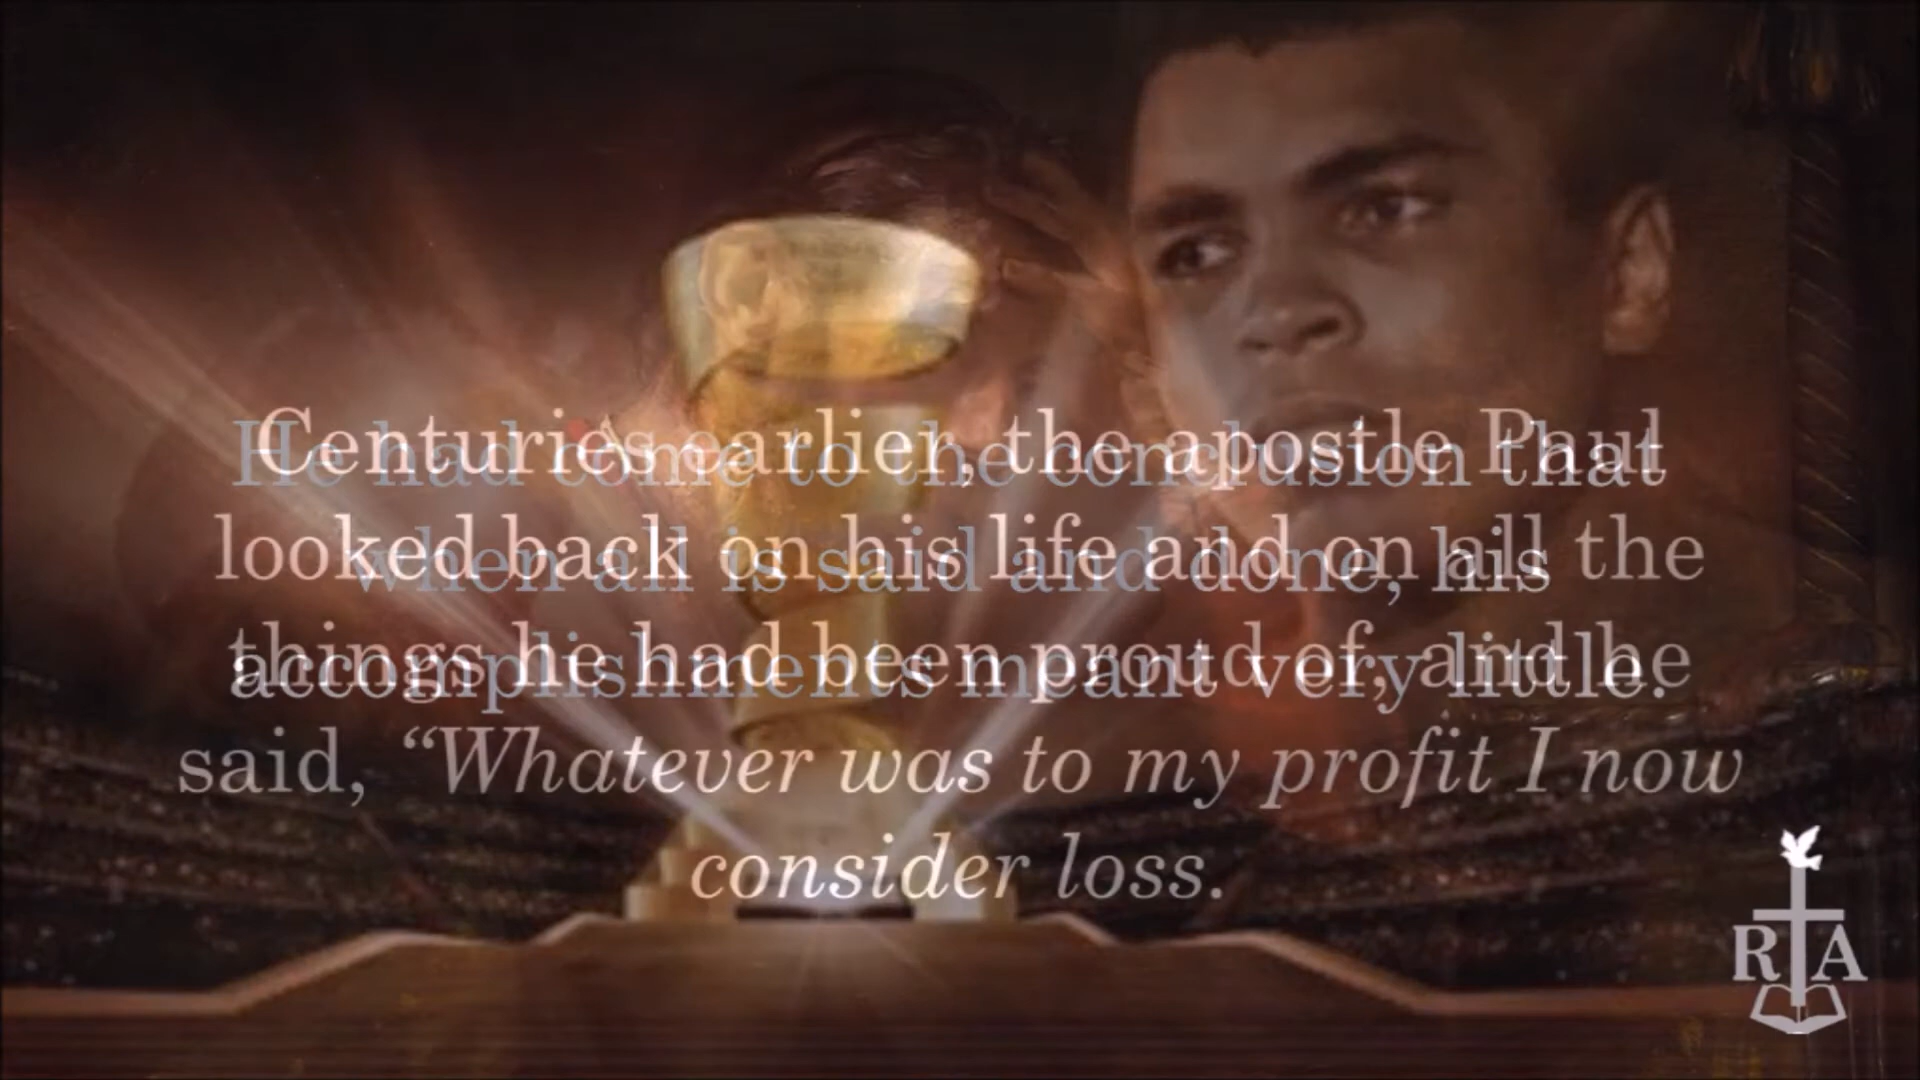 He had come to the conclusion that
when all is said and done, his
accomplishments meant very little.
Centuries earlier, the apostle Paul
looked back on his life and on all the
things he had been proud of, and he
said, “Whatever was to my profit I now
consider loss.
R A